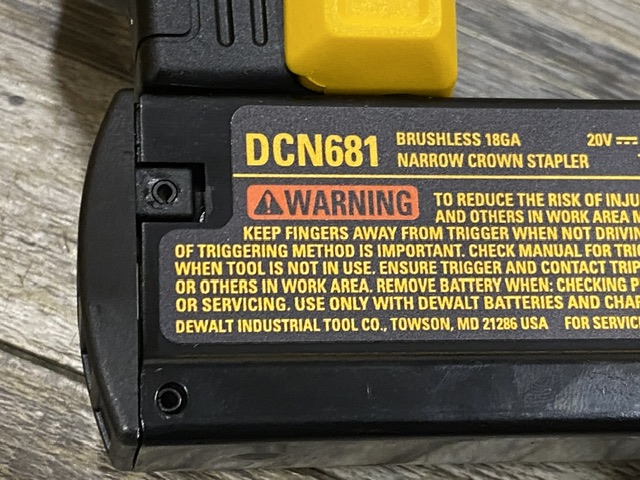 DCN681 BRUSHLESS 18GA 20V
NARROW CROWN STAPLER
WARNING TO REDUCE THE RISK OF
AND OTHERS IN WORK AREA
KEEP FINGERS AWAY FROM TRIGGER WHEN NOT
OF TRIGGERING METHOD IS IMPORTANT. CHECK MANUAL FOR
WHEN TOOL IS NOT IN USE. ENSURE TRIGGER AND CONTACT TRIP
OR OTHERS IN WORK AREA. REMOVE BATTERY WHEN: CHECKING
OR SERVICING. USE ONLY WITH DEWALT BATTERIES AND
DEWALT INDUSTRIAL TOOL CO., TOWSON, MD 21286 USA FOR